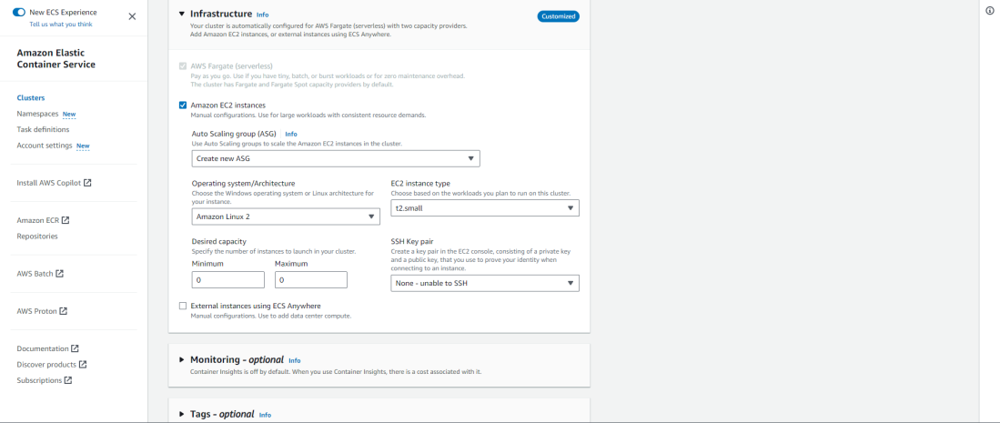 New ECS Experience
Tell us what you think
Amazon Elastic
Container Service
Clusters
Namespaces New
Task definitions
Account settings New
Install AWS Copilot
Amazon ECR
Repositories
AWS Batch
AWS Proton
Documentation
Discover products
Subscriptions
Infrastructure Info
Customized
Your cluster is automatically configured for AWS Fargate (serverless) with two capacity providers.
Add Amazon EC2 instances, or external instances using ECS Anywhere.
AWS Fargate (serverless)
Pay as you go. Use if you have tiny, batch, or burst workloads or for zero maintenance overhead.
The cluster has Fargate and Fargate Spot capacity providers by default.
Amazon EC2 instances
Manual configurations. Use for large workloads with consistent resource demands.
Auto Scaling group (ASG) Info
Use Auto Scaling groups to scale the Amazon EC2 instances in the cluster.
Create new ASG
Operating system/Architecture
Choose the Windows operating system or Linux architecture for
your instance.
Amazon Linux 2
EC2 instance type
Choose based on the workloads you plan to run on this cluster.
t2.small
Desired capacity
Specify the number of instances to launch in your cluster.
Minimum Maximum
0 0
SSH Key pair
Create a key pair in the EC2 console, consisting of a private key
and a public key, that you use to prove your identity when
connecting to an instance.
None - unable to SSH
External instances using ECS Anywhere
Manual configurations. Use to add data center compute.
Monitoring - optional Info
Container Insights is off by default. When you use Container Insights, there is a cost associated with it.
Tags - optional Info